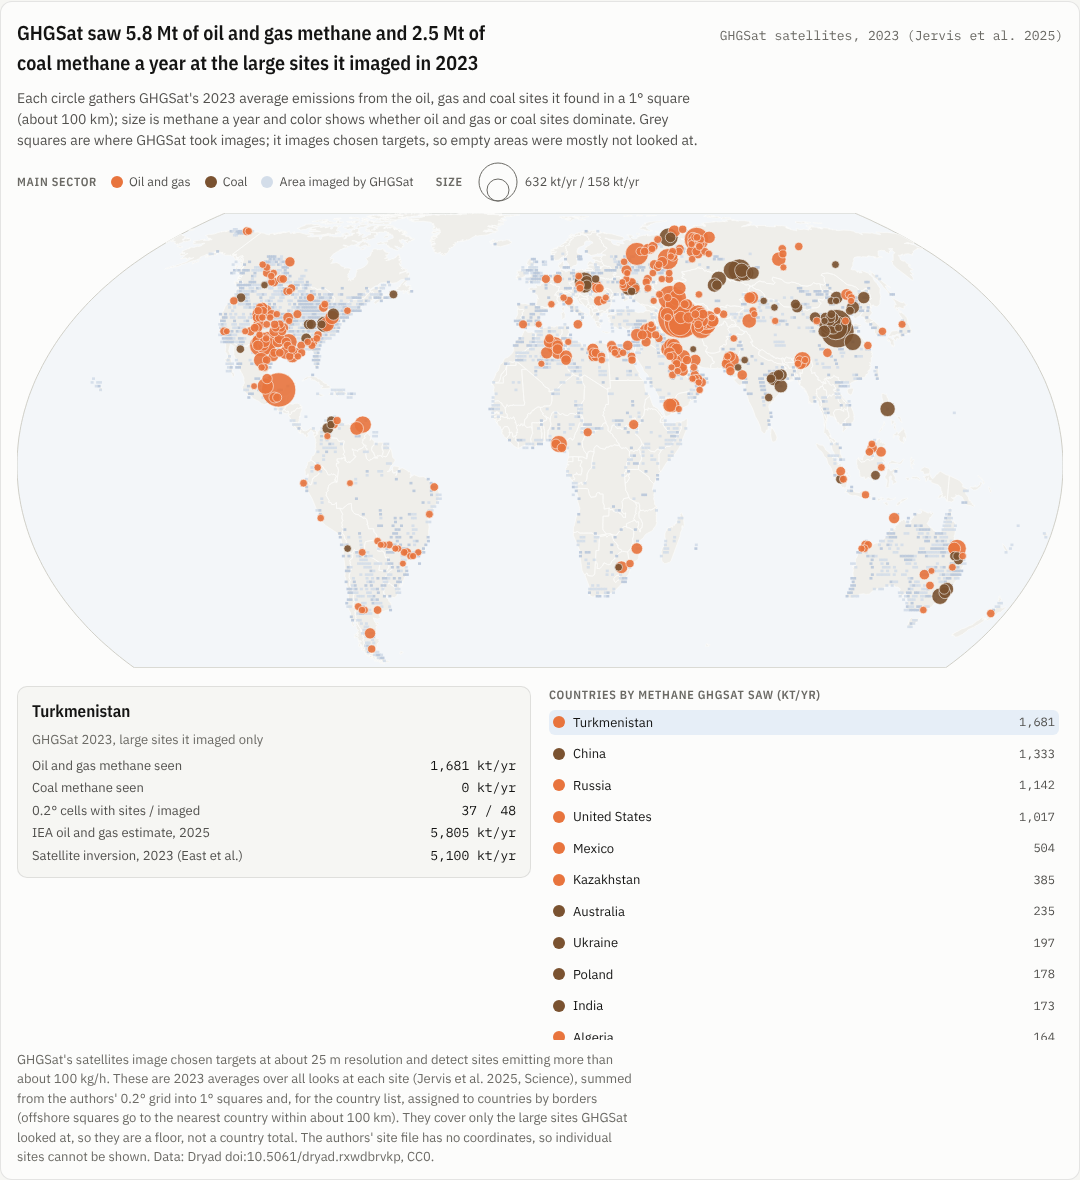 GHGSat saw 5.8 Mt of oil and gas methane and 2.5 Mt of
coal methane a year at the large sites it imaged in 2023
GHGSat satellites, 2023 (Jervis et al. 2025)
Each circle gathers GHGSat's 2023 average emissions from the oil, gas and coal sites it found in a 1° square
(about 100 km); size is methane a year and color shows whether oil and gas or coal sites dominate. Grey
squares are where GHGSat took images; it images chosen targets, so empty areas were mostly not looked at.
MAIN SECTOR Oil and gas Coal Area imaged by GHGSat SIZE 632 kt/yr / 158 kt/yr
Turkmenistan
GHGSat 2023, large sites it imaged only
Oil and gas methane seen 1,681 kt/yr
Coal methane seen 0 kt/yr
0.2° cells with sites / imaged 37 / 48
IEA oil and gas estimate, 2025 5,805 kt/yr
Satellite inversion, 2023 (East et al.) 5,100 kt/yr
COUNTRIES BY METHANE GHGSAT SAW (KT/YR)
Turkmenistan 1,681
China 1,333
Russia 1,142
United States 1,017
Mexico 504
Kazakhstan 385
Australia 235
Ukraine 197
Poland 178
India 173
Algeria 164
GHGSat's satellites image chosen targets at about 25 m resolution and detect sites emitting more than
about 100 kg/h. These are 2023 averages over all looks at each site (Jervis et al. 2025, Science), summed
from the authors' 0.2° grid into 1° squares and, for the country list, assigned to countries by borders
(offshore squares go to the nearest country within about 100 km). They cover only the large sites GHGSat
looked at, so they are a floor, not a country total. The authors' site file has no coordinates, so individual
sites cannot be shown. Data: Dryad doi:10.5061/dryad.rxwdbrvkp, CC0.